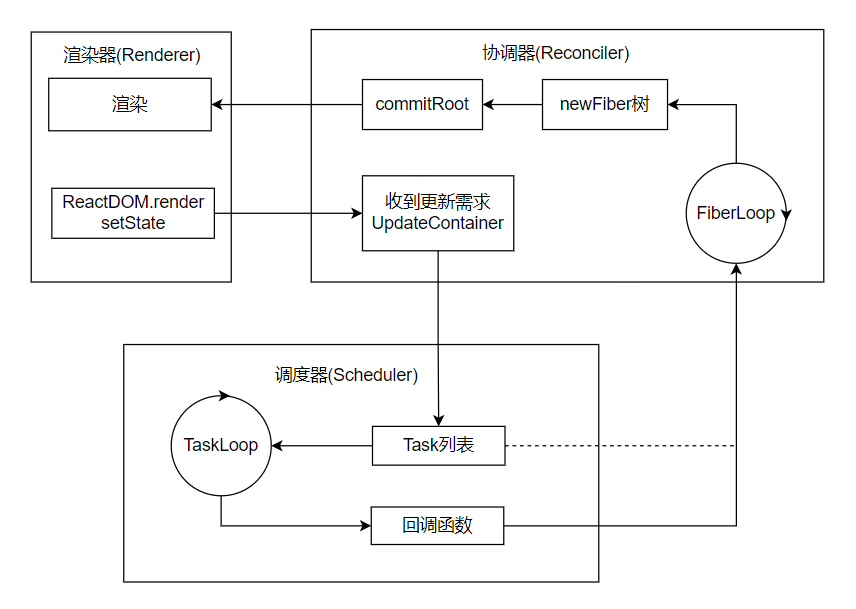 渲染器(Renderer)
渲染
ReactDOM.render
setState
协调器(Reconciler)
commitRoot
newFiber树
收到更新需求
UpdateContainer
FiberLoop
调度器(Scheduler)
TaskLoop
Task列表
回调函数